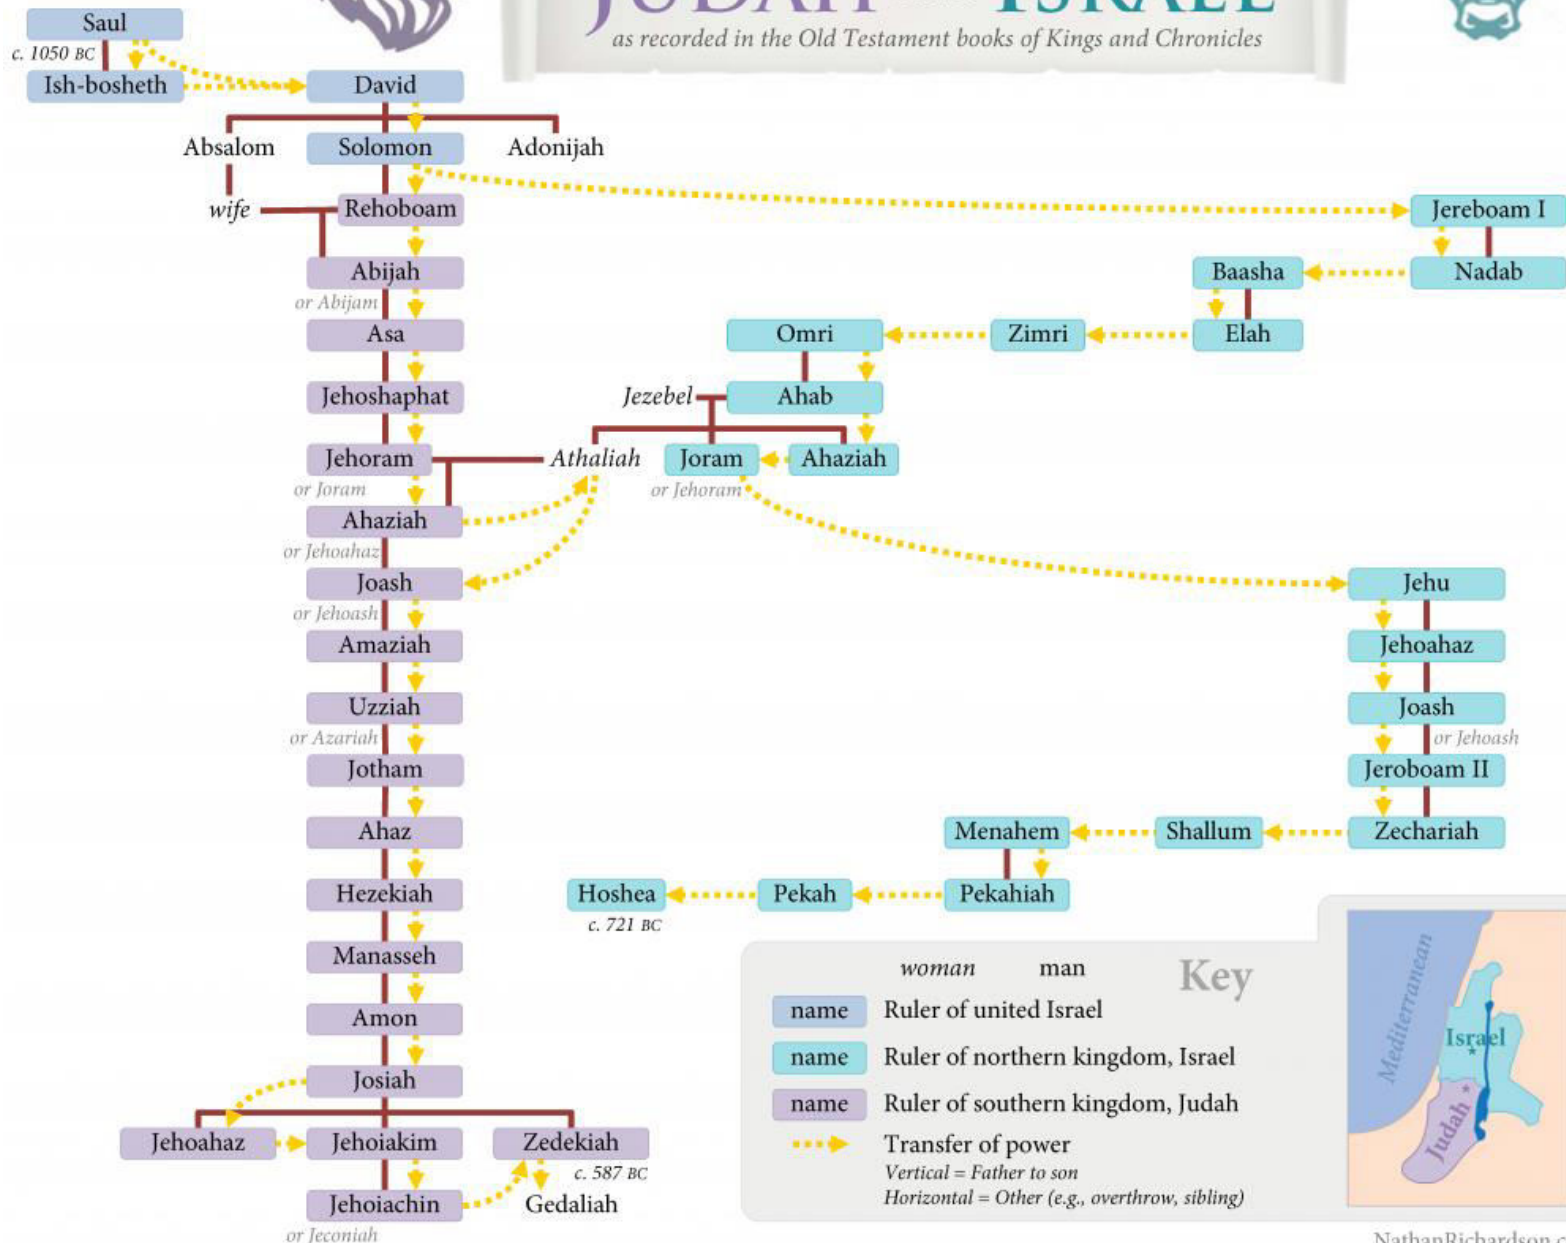 JUDAH ISRAEL
as recorded in the Old Testament books of Kings and Chronicles
Saul
c. 1050 BC
Ish-bosheth
David
Absalom
Solomon
Adonijah
wife
Rehoboam
Jereboam I
Abijah
or Abijam
Baasha
Nadab
Asa
Omri
Zimri
Elah
Jehoshaphat
Jezebel
Ahab
Jehoram
or Joram
Athaliah
Joram
or Jehoram
Ahaziah
Ahaziah
or Jehoahaz
Joash
or Jehoash
Jehu
Amaziah
Jehoahaz
Uzziah
or Azariah
Joash
or Jehoash
Jotham
Jeroboam II
Ahaz
Menahem
Shallum
Zechariah
Hezekiah
Hoshea
c. 721 BC
Pekah
Pekahiah
Manasseh
Amon
Josiah
Jehoahaz
Jehoiakim
Zedekiah
c. 587 BC
Jehoiachin
or Jeconiah
Gedaliah
woman man
Key
name Ruler of united Israel
name Ruler of northern kingdom, Israel
name Ruler of southern kingdom, Judah
Transfer of power
Vertical = Father to son
Horizontal = Other (e.g., overthrow, sibling)
Mediterranean
Israel
Judah
NathanRichardson.c